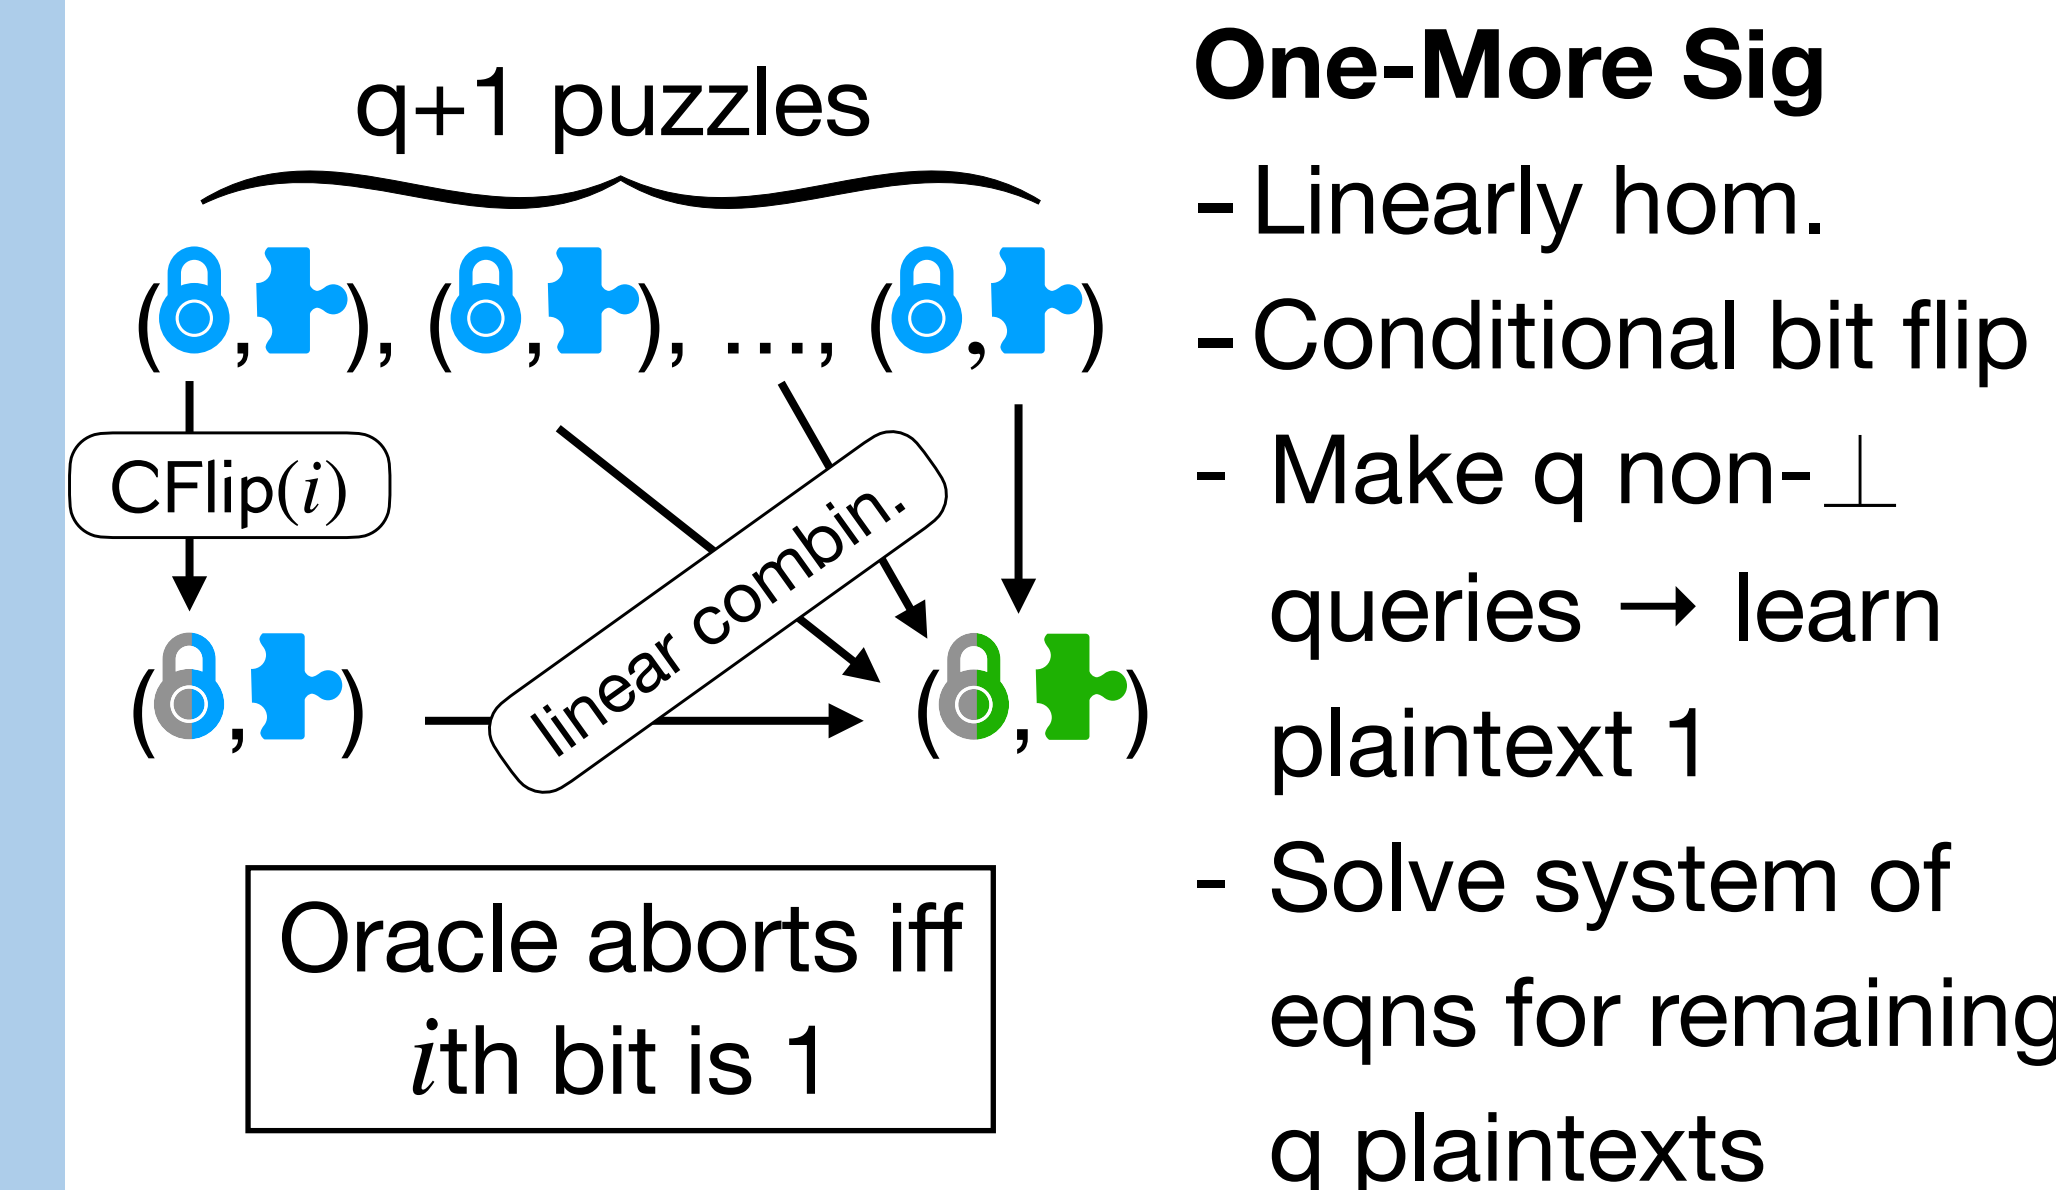 q+1 puzzles
( , ), ( , ), …, ( , )
CFlip(i)
linear combin.
( , )
( , )
Oracle aborts iff
ith bit is 1
One-More Sig
- Linearly hom.
- Conditional bit flip
- Make q non-⊥
queries → learn
plaintext 1
- Solve system of
eqns for remaining
q plaintexts